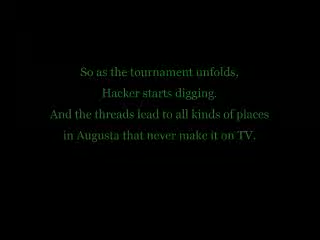 So as the tournament unfolds,
Hacker starts digging.
And the threads lead to all kinds of places
in Augusta that never make it on TV.